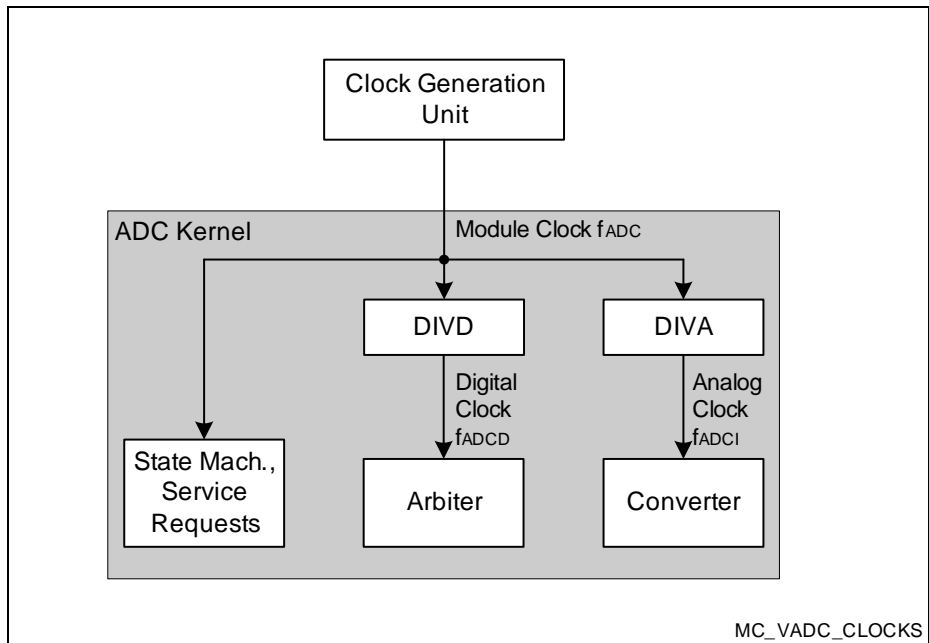 Clock Generation
Unit
ADC Kernel
Module Clock fADC
DIVD
DIVA
Digital
Clock
fADCD
Analog
Clock
fADCI
State Mach.,
Service
Requests
Arbiter
Converter
MC_VADC_CLOCKS